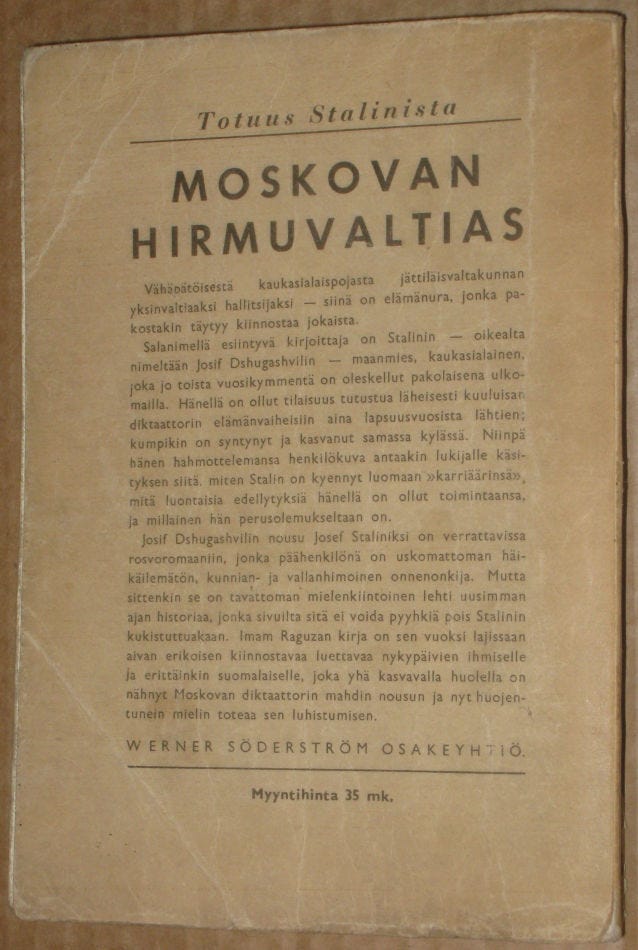 Totuus Stalinista
MOSKOVAN
HIRMUVALTIAS
Vähäpätöisestä kaukasialaispojasta jättiläisvaltakunnan
yksinvaltiaaksi hallitsijaksi — siinä on elämänura, jonka pa-
kostakin täytyy kiinnostaa jokaista.
Salanimellä esiintyvä kirjoittaja on Stalinin — oikealta
nimeltään Josif Dshugashvilin — maanmies, kaukasialainen,
joka jo toista vuosikymmentä on oleskellut pakolaisena ulko-
mailla. Hänellä on ollut tilaisuus tutustua läheisesti kuuluisan
diktaattorin elämänvaiheisiin aina lapsuusvuosista lähtien;
kumpikin on syntynyt ja kasvanut samassa kylässä. Niinpä
hänen hahmottelemansa henkilökuva antaakin lukijalle käsi-
tyksen siitä, miten Stalin on kyennyt luomaan »karriäärinsä»,
mitä luontaisia edellytyksiä hänellä on ollut toimintaansa,
ja millainen hän perusolemukseltaan on.
Josif Dshugashvilin nousu Josef Staliniksi on verrattavissa
rosvoromaaniin, jonka päähenkilönä on uskomattoman häi-
käilemätön, kunnian- ja vallanhimoinen onnenonkija. Mutta
sittenkin se on tavattoman mielenkiintoinen lehti uusimman
ajan historiaa, jonka sivuilta sitä ei voida pyyhkiä pois Stalinin
kukistuttuakaan. Imam Raguzan kirja on sen vuoksi lajissaan
aivan erikoisen kiinnostavaa luettavaa nykypäivien ihmiselle
ja erittäinkin suomalaiselle, joka yhä kasvavalla huolella on
nähnyt Moskovan diktaattorin mahdin nousun ja nyt huojen-
tunein mielin toteaa sen luhistumisen.
WERNER SÖDERSTRÖM OSAKEYHTIÖ.
Myyntihinta 35 mk.